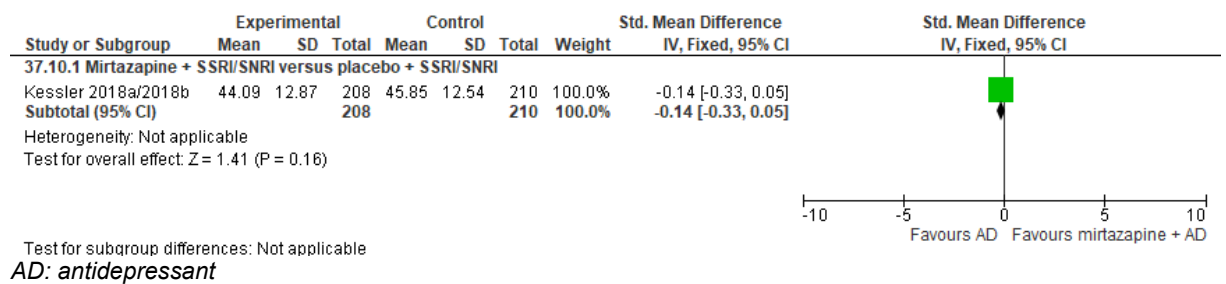 Experimental Control Std. Mean Difference Std. Mean Difference
Study or Subgroup Mean SD Total Mean SD Total Weight IV, Fixed, 95% CI IV, Fixed, 95% CI
37.10.1 Mirtazapine + SSRI/SNRI versus placebo + SSRI/SNRI
Kessler 2018a/2018b 44.09 12.87 208 45.85 12.54 210 100.0% -0.14 [-0.33, 0.05]
Subtotal (95% CI) 208 210 100.0% -0.14 [-0.33, 0.05]
Heterogeneity: Not applicable
Test for overall effect: Z = 1.41 (P = 0.16)
-10 -5 0 5 10
Favours AD Favours mirtazapine + AD
Test for subgroup differences: Not applicable
AD: antidepressant